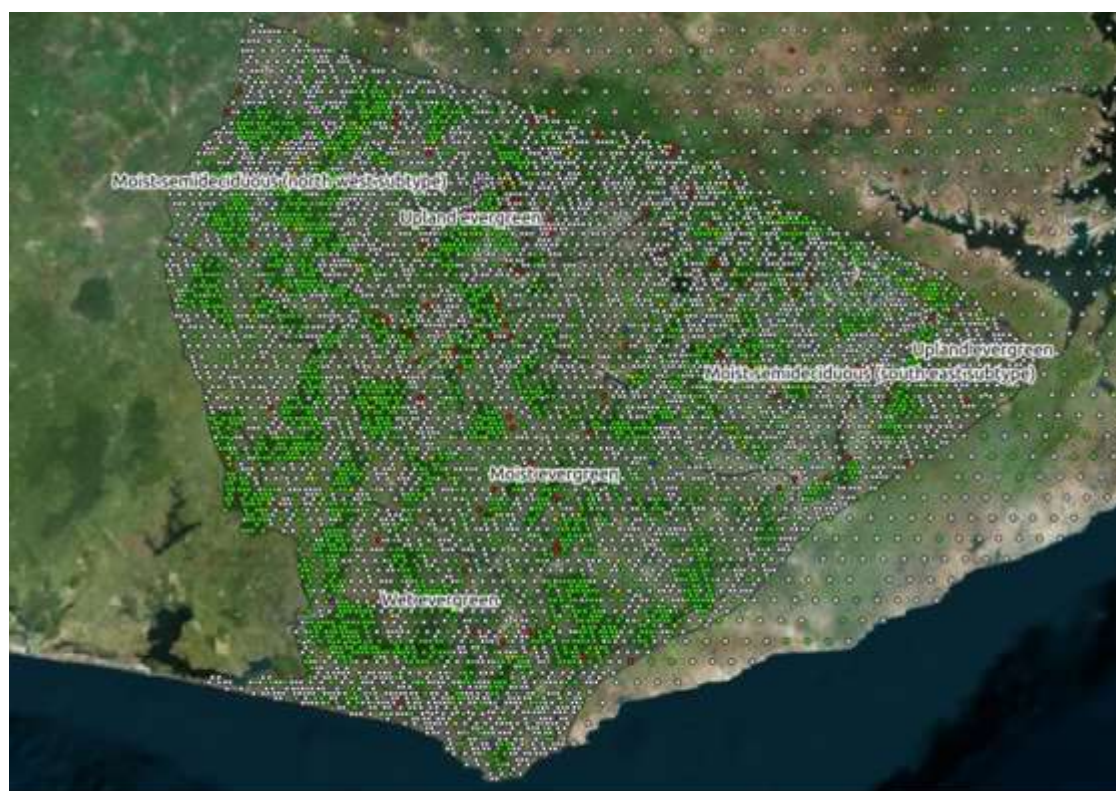 Moist semideciduous (north west subtype)
Upland evergreen
Upland evergreen
Moist semideciduous (south east subtype)
Moist evergreen
Wet evergreen